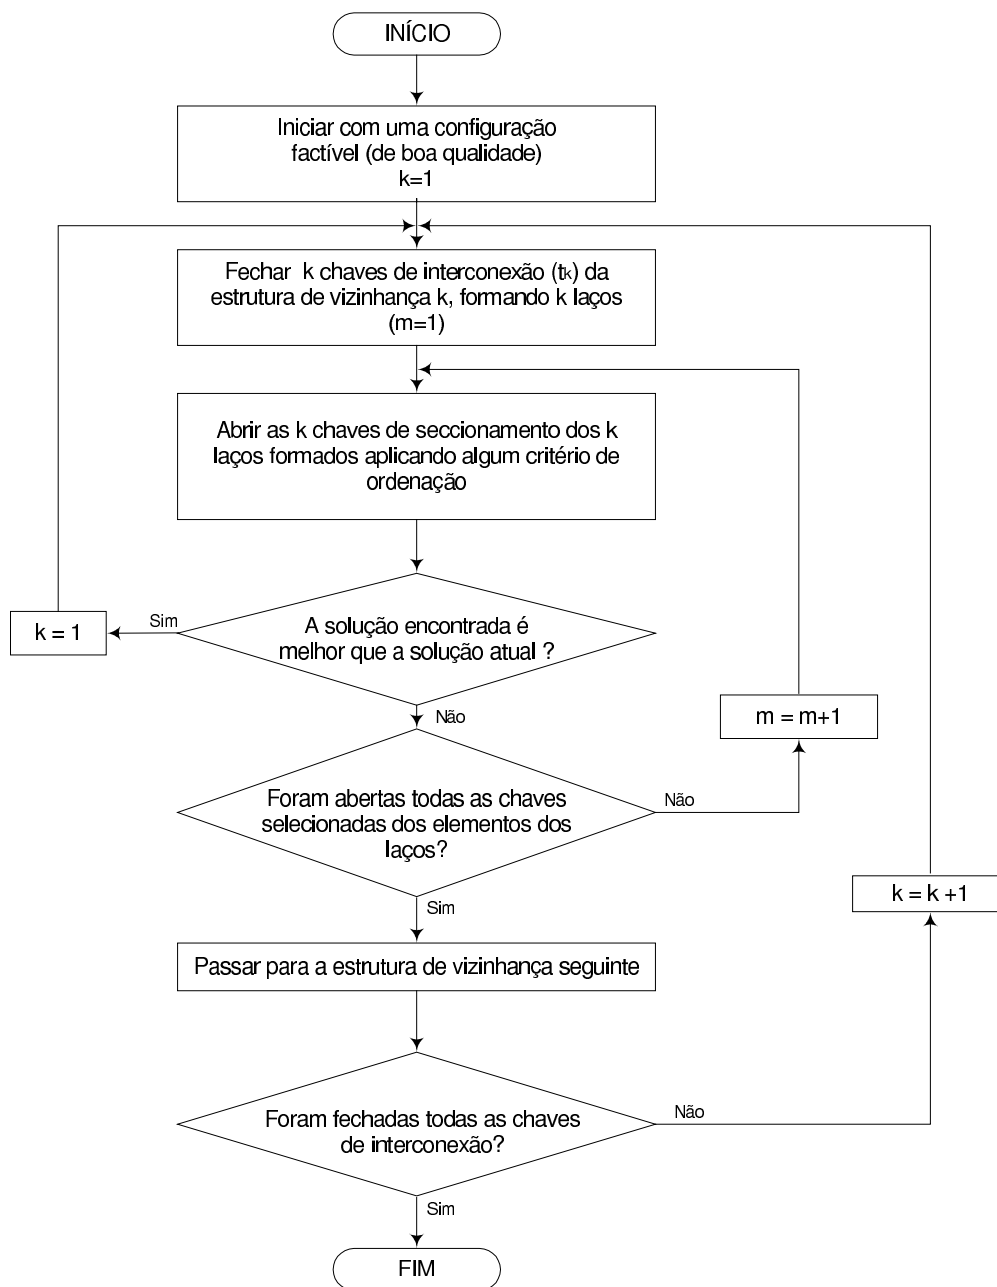 INÍCIO
Iniciar com uma configuração
factível (de boa qualidade)
k=1
Fechar k chaves de interconexão (tk) da
estrutura de vizinhança k, formando k laços
(m=1)
Abrir as k chaves de seccionamento dos k
laços formados aplicando algum critério de
ordenação
Sim
k = 1
A solução encontrada é
melhor que a solução atual ?
Não
m = m+1
Foram abertas todas as chaves
selecionadas dos elementos dos
laços?
Não
Sim
k = k +1
Passar para a estrutura de vizinhança seguinte
Foram fechadas todas as chaves
de interconexão?
Não
Sim
FIM